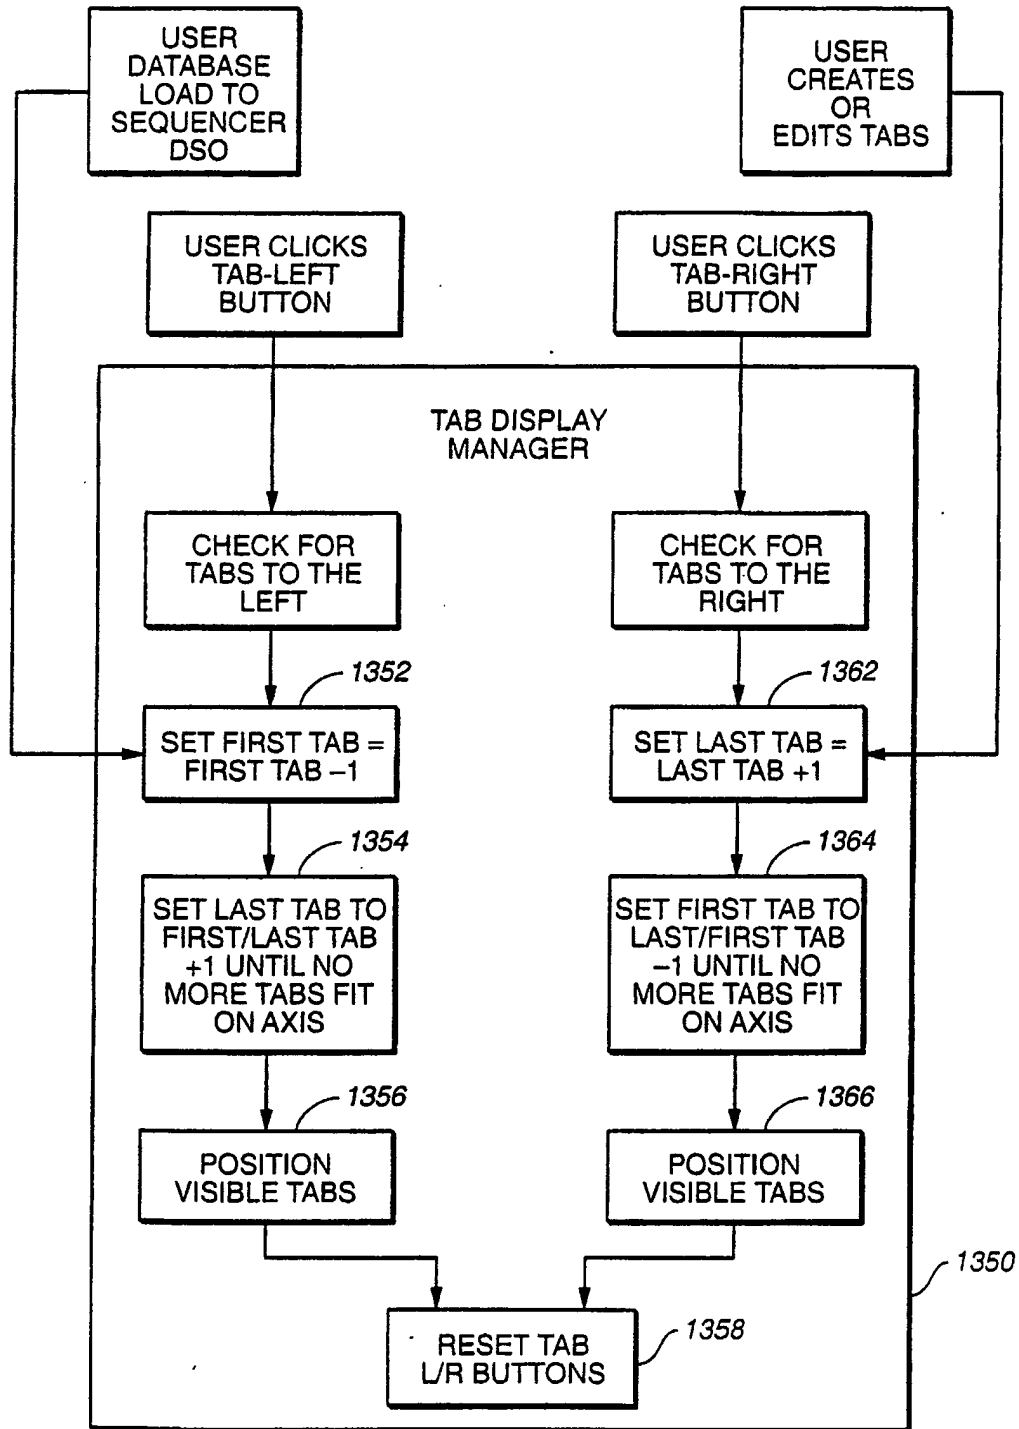 USER
DATABASE
LOAD TO
SEQUENCER
DSO
USER
CREATES
OR
EDITS TABS
USER CLICKS
TAB-LEFT
BUTTON
USER CLICKS
TAB-RIGHT
BUTTON
TAB DISPLAY
MANAGER
CHECK FOR
TABS TO THE
LEFT
CHECK FOR
TABS TO THE
RIGHT
1352
SET FIRST TAB =
FIRST TAB –1
1362
SET LAST TAB =
LAST TAB +1
1354
SET LAST TAB TO
FIRST/LAST TAB
+1 UNTIL NO
MORE TABS FIT
ON AXIS
1364
SET FIRST TAB TO
LAST/FIRST TAB
–1 UNTIL NO
MORE TABS FIT
ON AXIS
1356
POSITION
VISIBLE TABS
1366
POSITION
VISIBLE TABS
1350
1358
RESET TAB
L/R BUTTONS